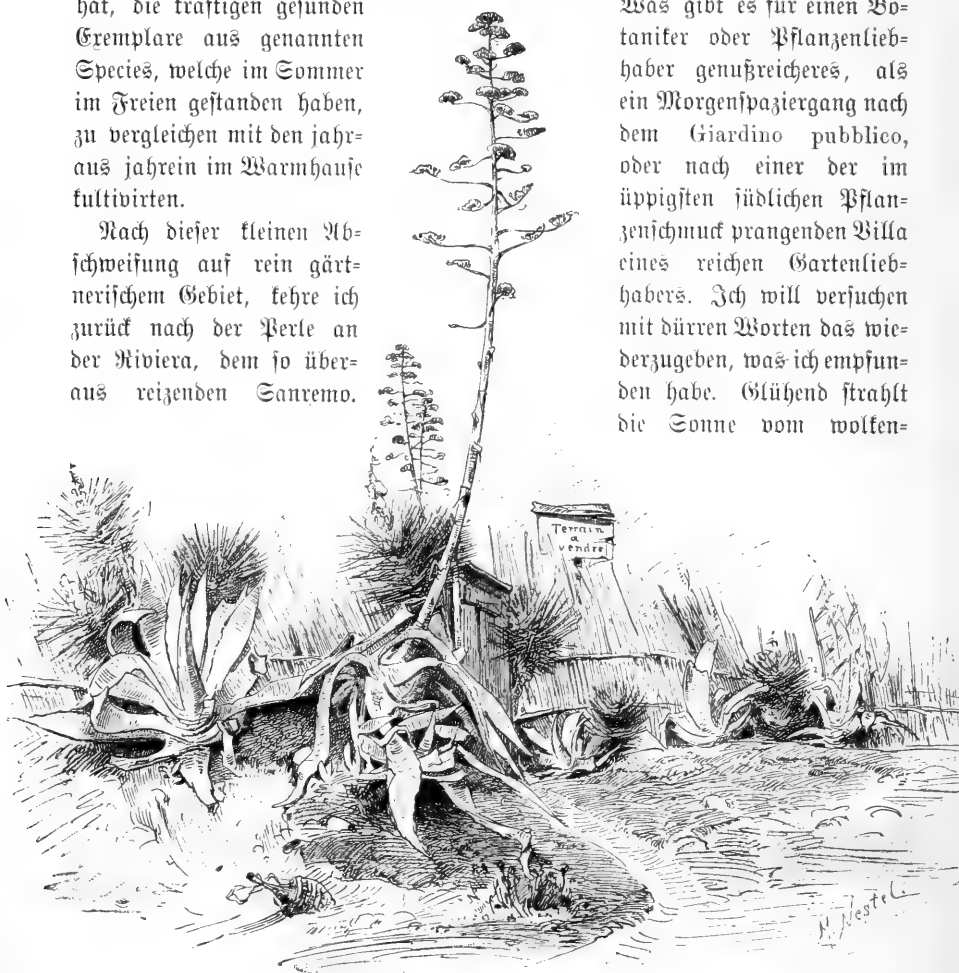 hat, die kräftigen gesunden
Exemplare aus genannten
Species, welche im Sommer
im Freien gestanden haben,
zu vergleichen mit den jahr-
aus jahrein im Warmhause
kultivirten.
Nach dieser kleinen Ab-
schweifung auf rein gärt-
nerischem Gebiet, kehre ich
zurück nach der Perle an
der Riviera, dem so über-
aus reizenden Sanremo.
Was gibt es für einen Bo-
taniker oder Pflanzenlieb-
haber genußreicheres, als
ein Morgenspaziergang nach
dem Giardino pubblico,
oder nach einer der im
üppigsten südlichen Pflan-
zenschmuck prangenden Villa
eines reichen Gartenlieb-
habers. Ich will versuchen
mit dürren Worten das wie-
derzugeben, was ich empfun-
den habe. Glühend strahlt
die Sonne vom wolken-
Terrain
a
vendre
H. Nestel.